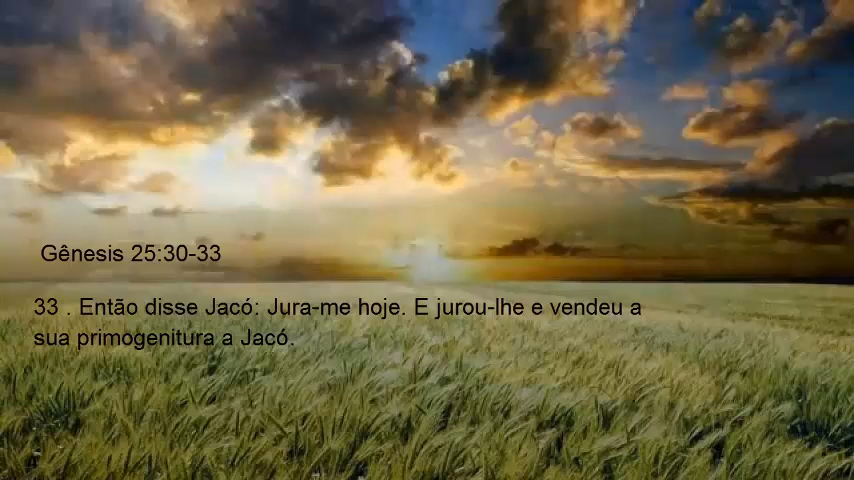 Gênesis 25:30-33
33 . Então disse Jacó: Jura-me hoje. E jurou-lhe e vendeu a
sua primogenitura a Jacó.